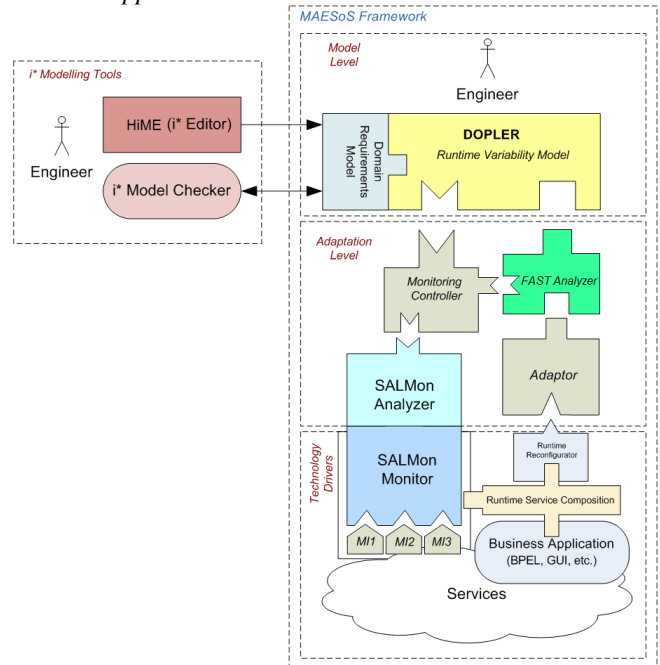 MAESoS Framework
Model
Level
Engineer
i* Modelling Tools
HiME (i* Editor)
Engineer
i* Model Checker
Domain
Requirements
Model
DOPLER
Runtime Variability Model
Adaptation
Level
Monitoring
Controller
FAST Analyzer
Adaptor
SALMon
Analyzer
Technology
Drivers
SALMon
Monitor
Runtime
Reconfigurator
Runtime Service Composition
MI1
MI2
MI3
Business Application
(BPEL, GUI, etc.)
Services